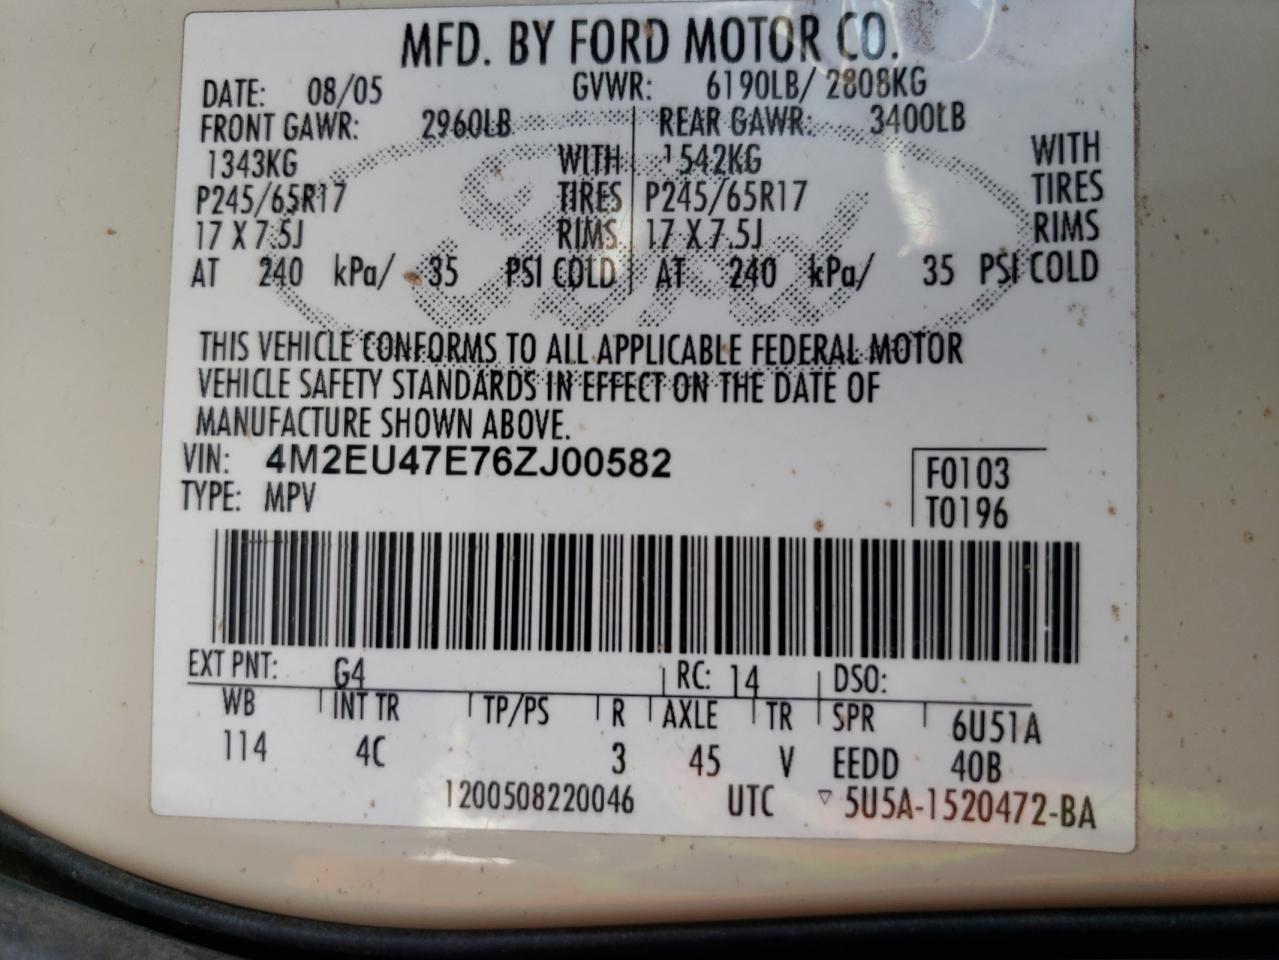 MFD. BY FORD MOTOR CO.
DATE: 08/05 GVWR: 6190LB/ 2808KG
FRONT GAWR: 2960LB REAR GAWR: 3400LB
1343KG WITH 1542KG WITH
P245/65R17 TIRES P245/65R17 TIRES
17 X 7.5J RIMS 17 X 7.5J RIMS
AT 240 kPa/ 35 PSI COLD AT 240 kPa/ 35 PSI COLD
THIS VEHICLE CONFORMS TO ALL APPLICABLE FEDERAL MOTOR
VEHICLE SAFETY STANDARDS IN EFFECT ON THE DATE OF
MANUFACTURE SHOWN ABOVE.
VIN: 4M2EU47E76ZJ00582 F0103
TYPE: MPV T0196
EXT PNT: G4 RC: 14 DSO:
WB INT TR TP/PS R AXLE TR SPR 6U51A
114 4C 3 45 V EEDD 40B
1200508220046 UTC ▽ 5U5A-1520472-BA
Ford